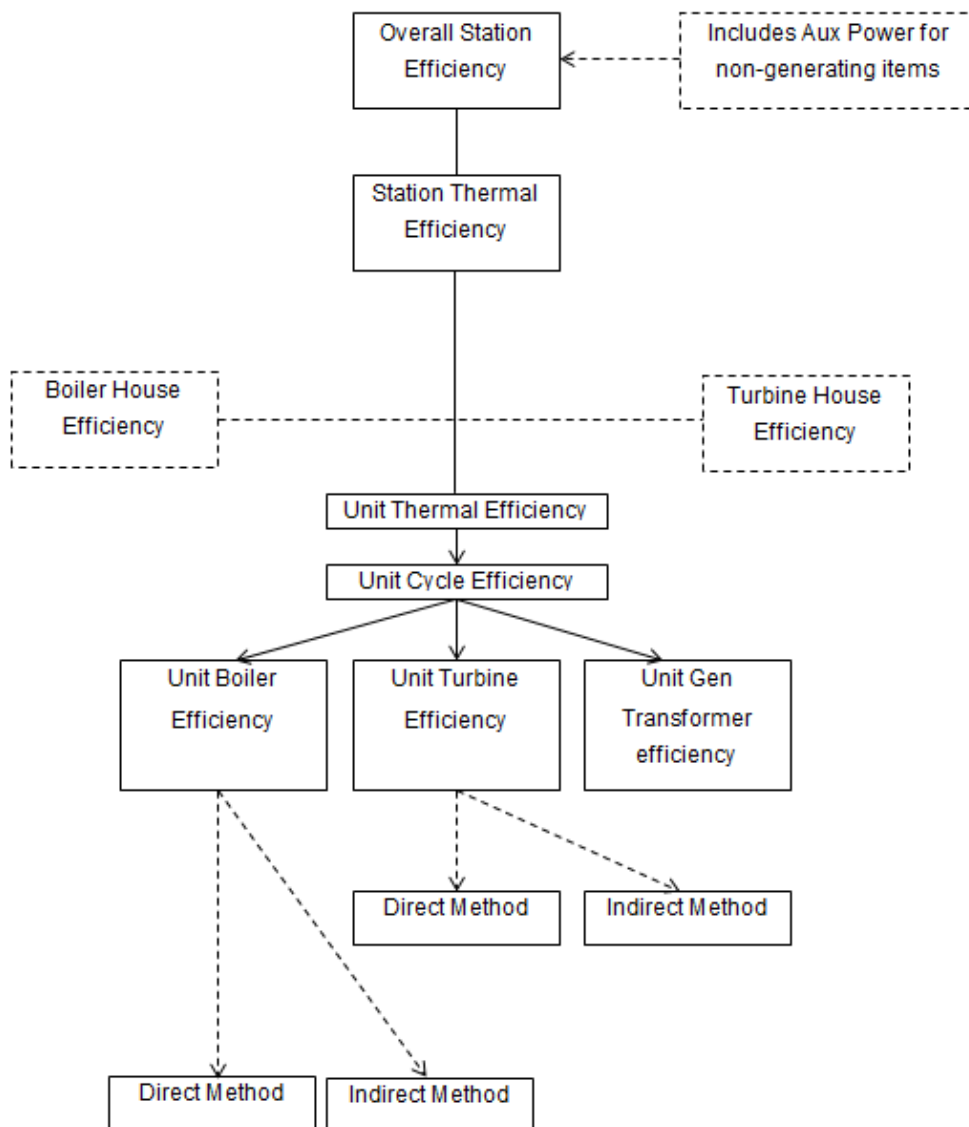 Overall Station
Efficiency
Includes Aux Power for
non-generating items
Station Thermal
Efficiency
Boiler House
Efficiency
Turbine House
Efficiency
Unit Thermal Efficiency
Unit Cycle Efficiency
Unit Boiler
Efficiency
Unit Turbine
Efficiency
Unit Gen
Transformer
efficiency
Direct Method
Indirect Method
Direct Method
Indirect Method